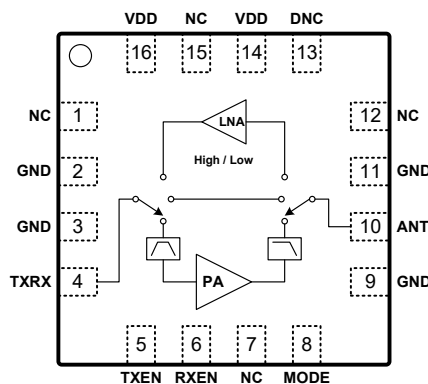 VDD NC VDD DNC
16 15 14 13
NC 1 LNA 12 NC
High / Low
GND 2 11 GND
GND 3 10 ANT
TXRX 4 PA 9 GND
5 6 7 8
TXEN RXEN NC MODE